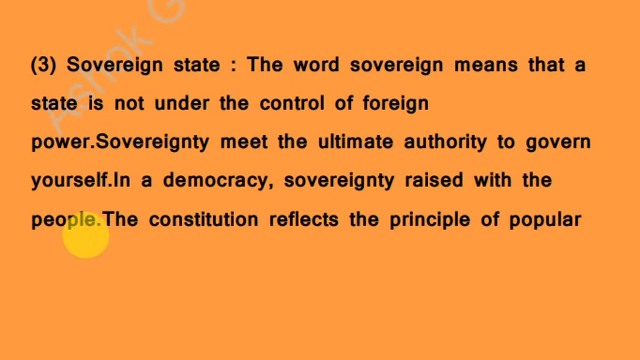 Ashok G
(3) Sovereign state : The word sovereign means that a
state is not under the control of foreign
power.Sovereignty meet the ultimate authority to govern
yourself.In a democracy, sovereignty raised with the
people.The constitution reflects the principle of popular